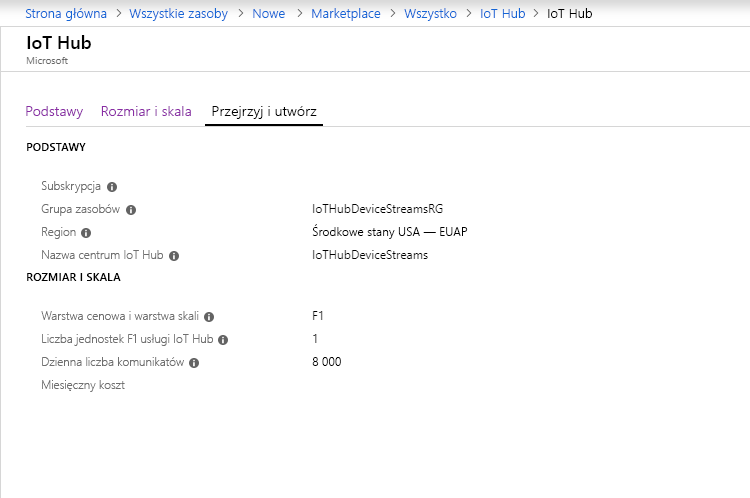 Strona główna > Wszystkie zasoby > Nowe > Marketplace > Wszystko > IoT Hub > IoT Hub
IoT Hub
Microsoft
Podstawy Rozmiar i skala Przejrzyj i utwórz
PODSTAWY
Subskrypcja
Grupa zasobów IoTHubDeviceStreamsRG
Region Środkowe stany USA — EUAP
Nazwa centrum IoT Hub IoTHubDeviceStreams
ROZMIAR I SKALA
Warstwa cenowa i warstwa skali F1
Liczba jednostek F1 usługi IoT Hub 1
Dzienna liczba komunikatów 8 000
Miesięczny koszt